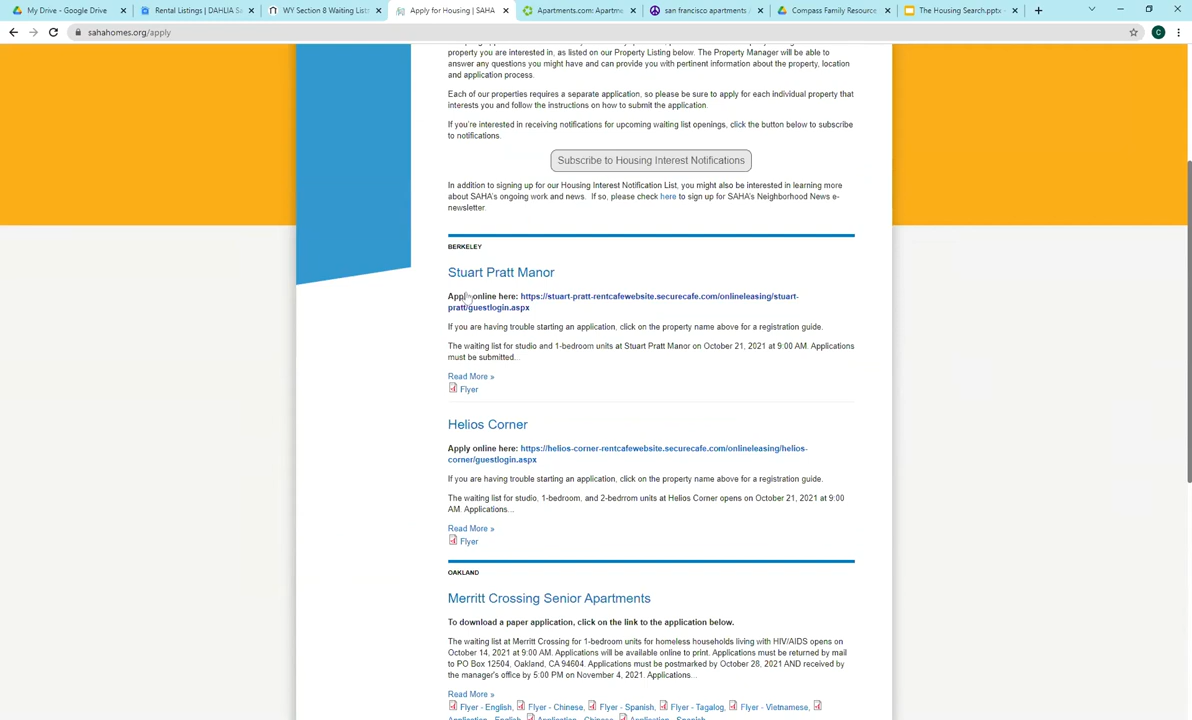 My Drive - Google Drive
Rental Listings | DAHLIA Sa
WY Section 8 Waiting Lists
Apply for Housing | SAHA
Apartments.com: Apartme
san francisco apartments
Compass Family Resource
The Housing Search.pptx -
sahahomes.org/apply
C
property you are interested in, as listed on our Property Listing below. The Property Manager will be able to
answer any questions you might have and can provide you with pertinent information about the property, location
and application process.
Each of our properties requires a separate application, so please be sure to apply for each individual property that
interests you and follow the instructions on how to submit the application.
If you're interested in receiving notifications for upcoming waiting list openings, click the button below to subscribe
to notifications.
Subscribe to Housing Interest Notifications
In addition to signing up for our Housing Interest Notification List, you might also be interested in learning more
about SAHA's ongoing work and news. If so, please check here to sign up for SAHA's Neighborhood News e-
newsletter.
BERKELEY
Stuart Pratt Manor
Apply online here: https://stuart-pratt-rentcafewebsite.securecafe.com/onlineleasing/stuart-
pratt/guestlogin.aspx
If you are having trouble starting an application, click on the property name above for a registration guide.
The waiting list for studio and 1-bedroom units at Stuart Pratt Manor on October 21, 2021 at 9:00 AM. Applications
must be submitted...
Read More »
Flyer
Helios Corner
Apply online here: https://helios-corner-rentcafewebsite.securecafe.com/onlineleasing/helios-
corner/guestlogin.aspx
If you are having trouble starting an application, click on the property name above for a registration guide.
The waiting list for studio, 1-bedroom, and 2-bedrrom units at Helios Corner opens on October 21, 2021 at 9:00
AM. Applications...
Read More »
Flyer
OAKLAND
Merritt Crossing Senior Apartments
To download a paper application, click on the link to the application below.
The waiting list at Merritt Crossing for 1-bedroom units for homeless households living with HIV/AIDS opens on
October 14, 2021 at 9:00 AM. Applications will be available online to print. Applications must be returned by mail
to PO Box 12504, Oakland, CA 94604. Applications must be postmarked by October 28, 2021 AND received by
the manager's office by 5:00 PM on November 4, 2021. Applications...
Read More »
Flyer - English, Flyer - Chinese, Flyer - Spanish, Flyer - Tagalog, Flyer - Vietnamese,
Application - English, Application - Chinese, Application - Spanish